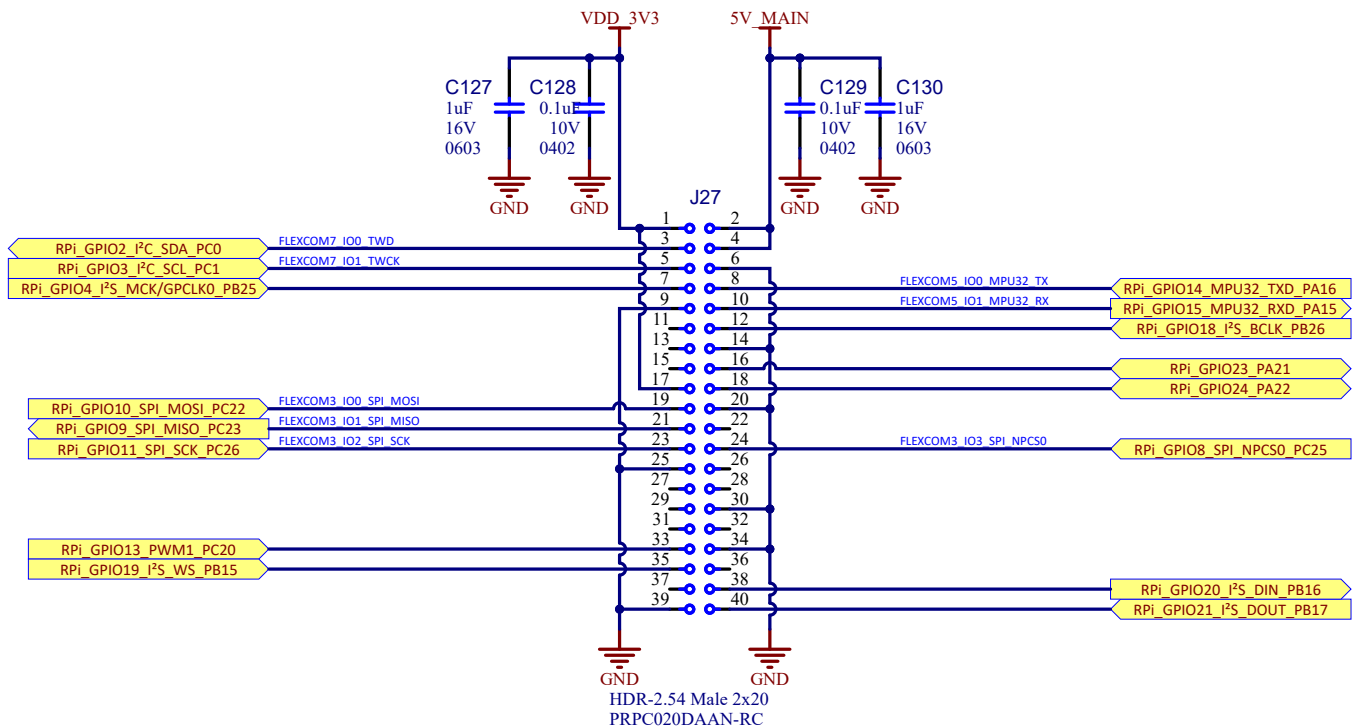 VDD_3V3
5V_MAIN
C127
1uF
16V
0603
C128
0.1uF
10V
0402
C129
0.1uF
10V
0402
C130
1uF
16V
0603
GND
GND
GND
GND
J27
1 2
RPi_GPIO2_I²C_SDA_PC0 FLEXCOM7_IO0_TWD 3 4
RPi_GPIO3_I²C_SCL_PC1 FLEXCOM7_IO1_TWCK 5 6
RPi_GPIO4_I²S_MCK/GPCLK0_PB25 7 8 FLEXCOM5_IO0_MPU32_TX RPi_GPIO14_MPU32_TXD_PA16
9 10 FLEXCOM5_IO1_MPU32_RX RPi_GPIO15_MPU32_RXD_PA15
11 12 RPi_GPIO18_I²S_BCLK_PB26
13 14
15 16 RPi_GPIO23_PA21
17 18 RPi_GPIO24_PA22
RPi_GPIO10_SPI_MOSI_PC22 FLEXCOM3_IO0_SPI_MOSI 19 20
RPi_GPIO9_SPI_MISO_PC23 FLEXCOM3_IO1_SPI_MISO 21 22
RPi_GPIO11_SPI_SCK_PC26 FLEXCOM3_IO2_SPI_SCK 23 24 FLEXCOM3_IO3_SPI_NPCS0 RPi_GPIO8_SPI_NPCS0_PC25
25 26
27 28
29 30
31 32
RPi_GPIO13_PWM1_PC20 33 34
RPi_GPIO19_I²S_WS_PB15 35 36
37 38 RPi_GPIO20_I²S_DIN_PB16
39 40 RPi_GPIO21_I²S_DOUT_PB17
GND
GND
HDR-2.54 Male 2x20
PRPC020DAAN-RC